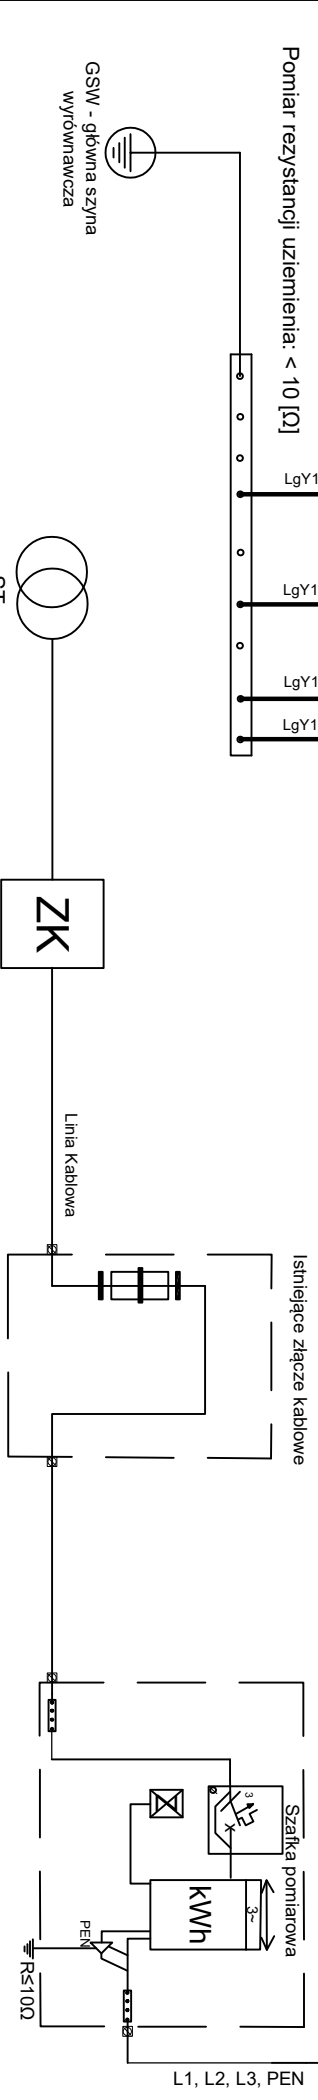 Pomiar rezystancji uziemienia: < 10 [Ω]
GSW - główna szyna
wyrównawcza
LgY1
LgY1
LgY1
LgY1
ZK
Linia Kablowa
Istniejące złącze kablowe
Szafka pomiarowa
3
3~
kWh
PEN
R≤10Ω
L1, L2, L3, PEN